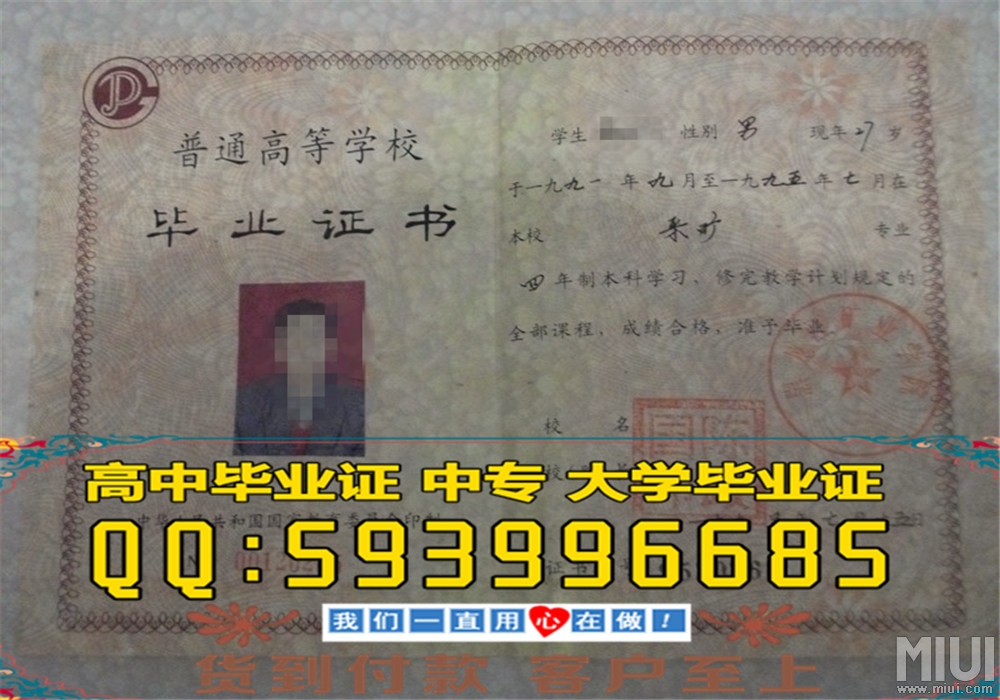 普通高等学校
毕业证书
学生 性别 男 现年27岁
于一九九一年九月至一九九五年七月在
本校 采矿 专业
四年制本科学习，修完教学计划规定的
全部课程，成绩合格，准予毕业。
校 名
高中毕业证 中专 大学毕业证
QQ:593996685
我们一直用心在做!
货到付款 客户至上
MIUI
www.miui.com